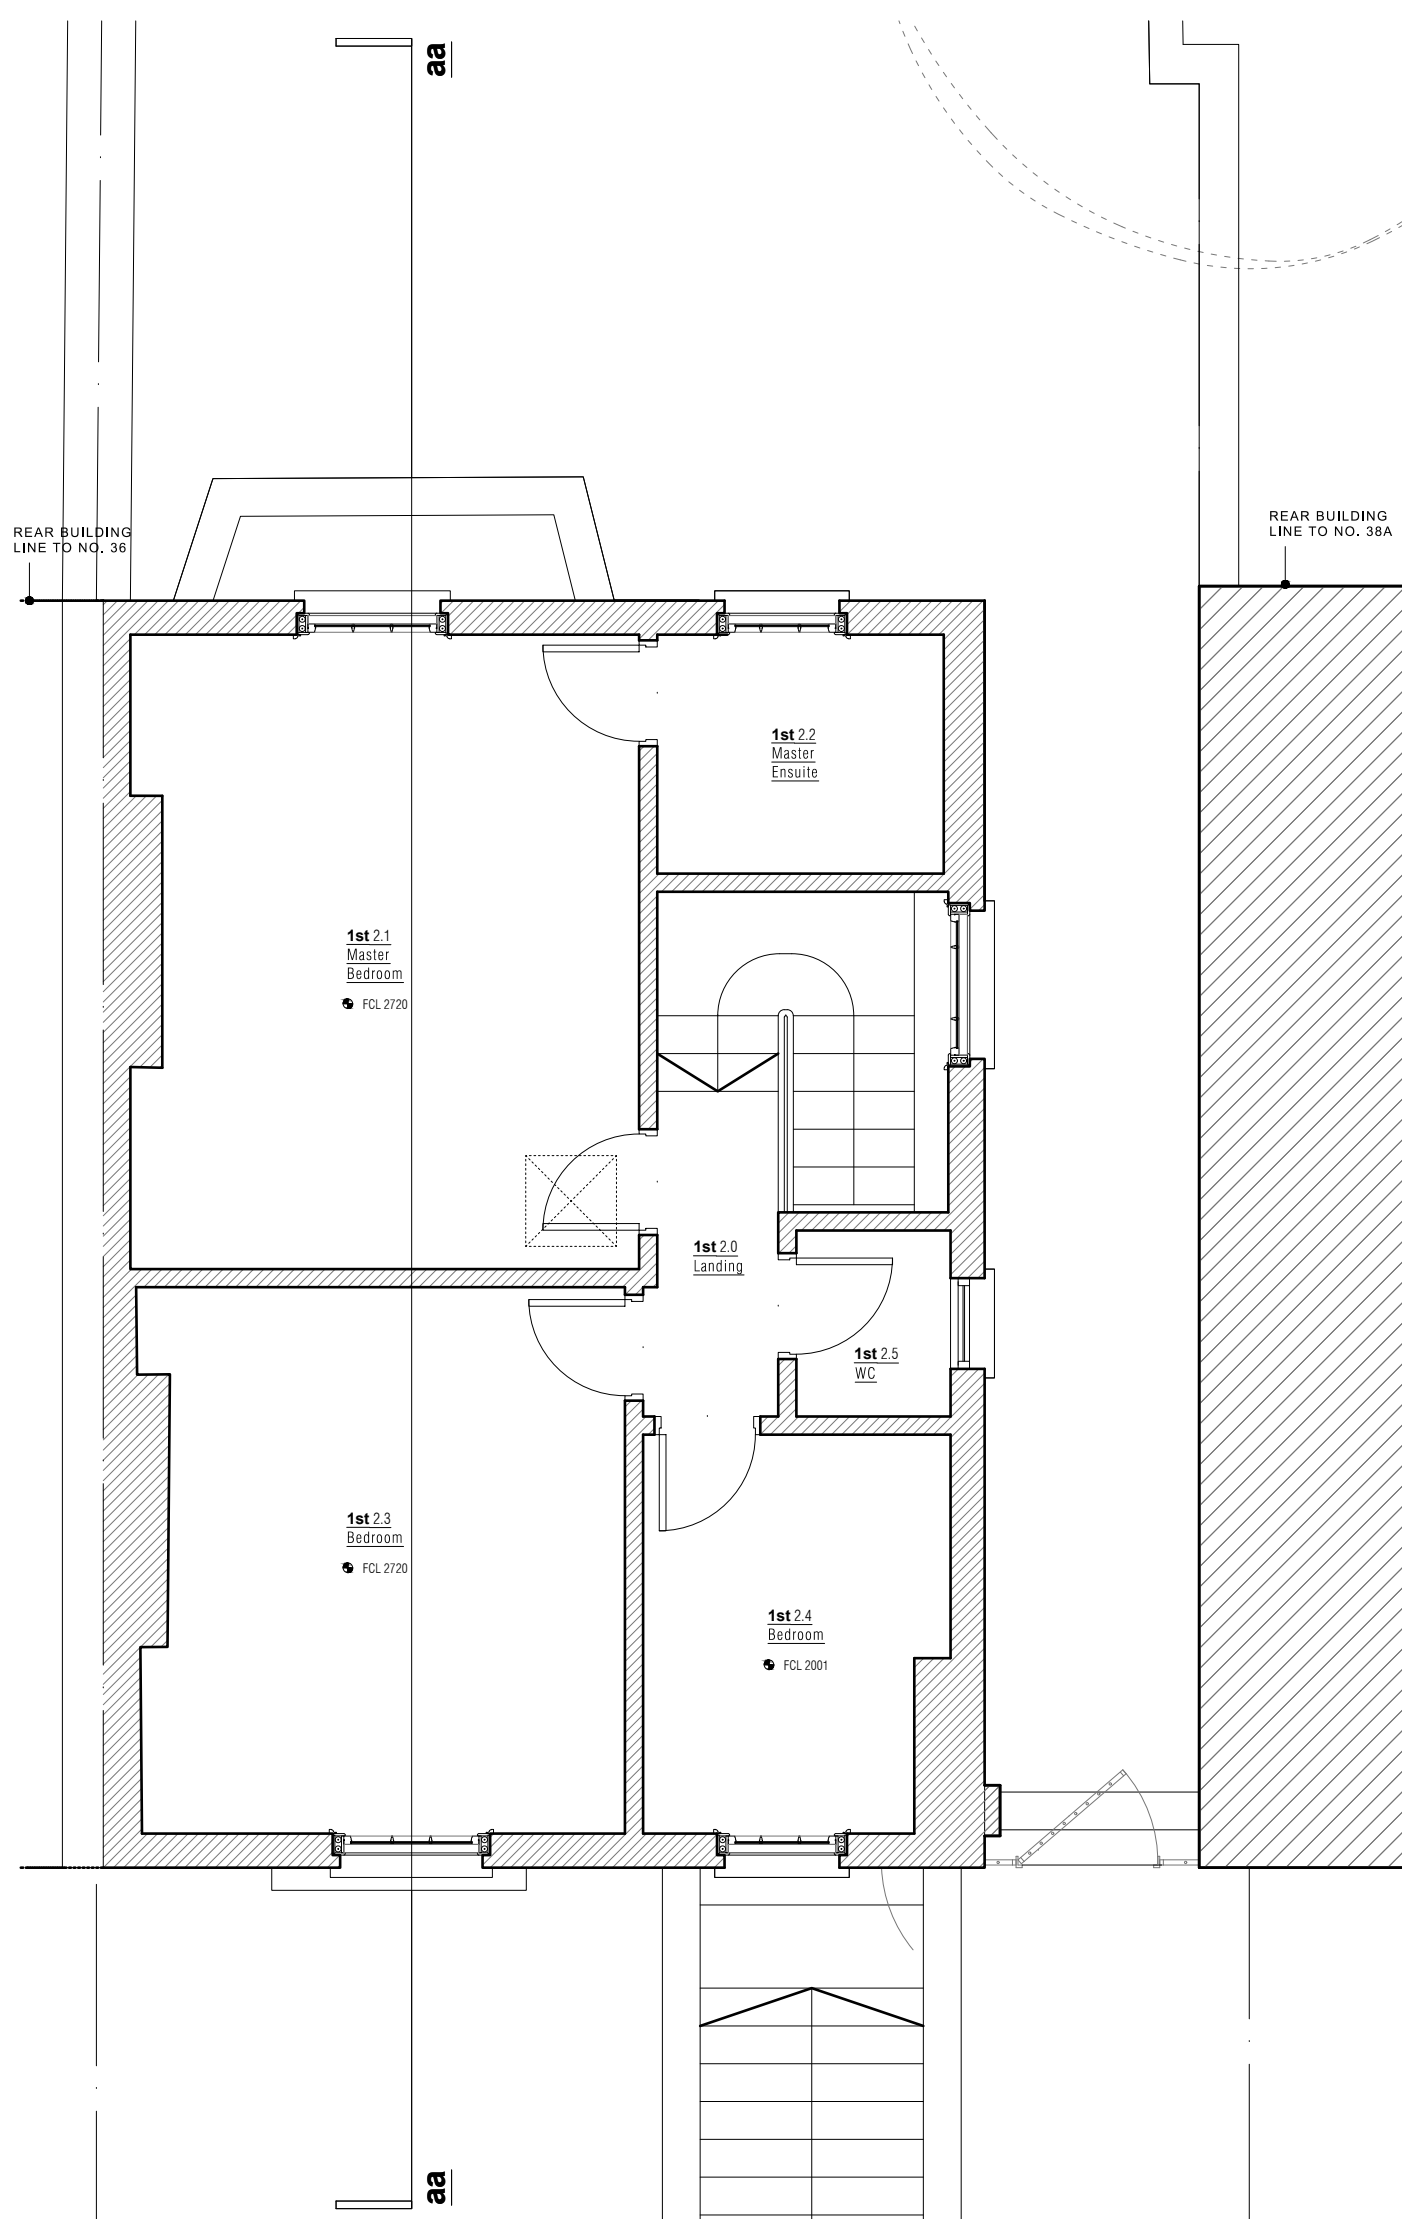 aa
REAR BUILDING
LINE TO NO. 36
REAR BUILDING
LINE TO NO. 38A
1st 2.2
Master
Ensuite
1st 2.1
Master
Bedroom
FCL 2720
1st 2.0
Landing
1st 2.5
WC
1st 2.3
Bedroom
FCL 2720
1st 2.4
Bedroom
FCL 2001
aa